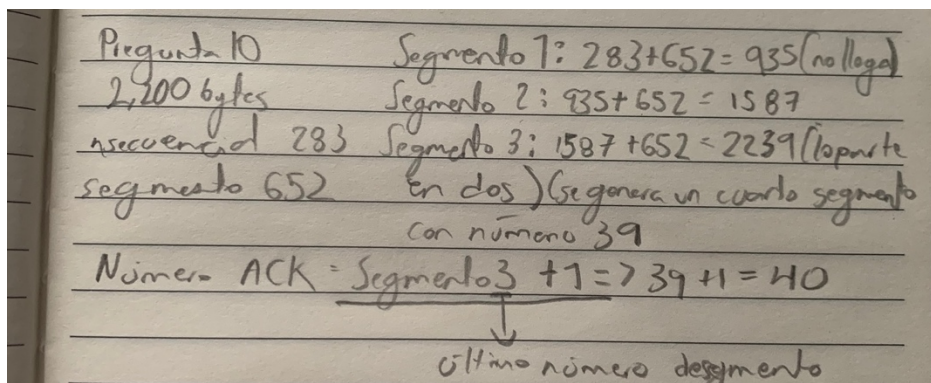 Pregunta 10 Segmento 1: 283+652=935 (no llega)
2,200 bytes Segmento 2: 935+652=1587
nsecuencial 283 Segmento 3: 1587+652=2239 (lo parte
segmento 652 en dos) (se genera un cuarto segmento
con número 39
Número ACK = Segmento 3 +1 => 39+1=40
último número de segmento